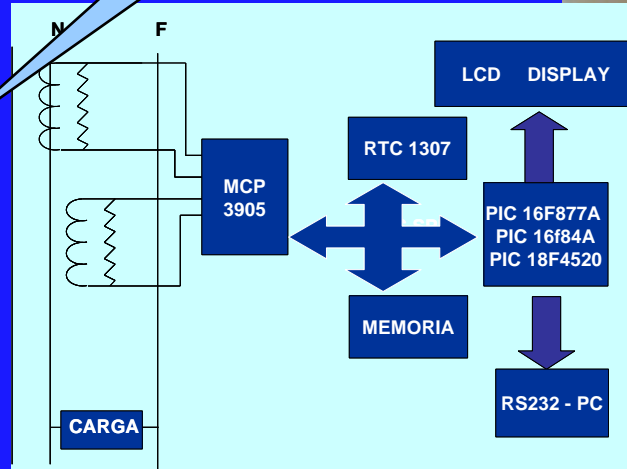 N F
LCD DISPLAY
RTC 1307
MCP
3905
PIC 16F877A
PIC 16f84A
PIC 18F4520
MEMORIA
RS232 - PC
CARGA